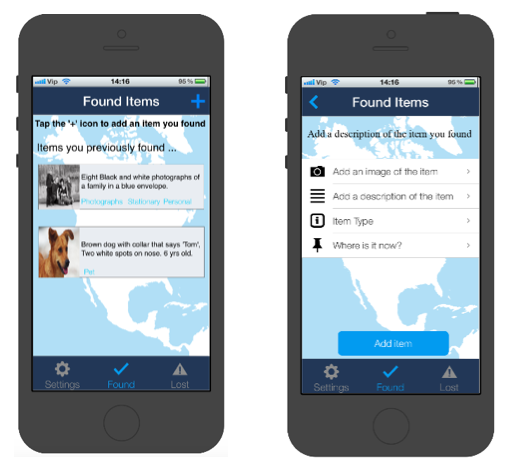 Vip 14:16 95%
Found Items +
Tap the '+' icon to add an item you found
Items you previously found ...
Eight Black and white photographs of
a family in a blue envelope.
Photographs Stationary Personal
Brown dog with collar that says 'Tom',
Two white spots on nose. 6 yrs old.
Pet
Settings Found Lost
Vip 14:16 95%
Found Items
Add a description of the item you found
Add an image of the item
Add a description of the item
Item Type
Where is it now?
Add item
Settings Found Lost